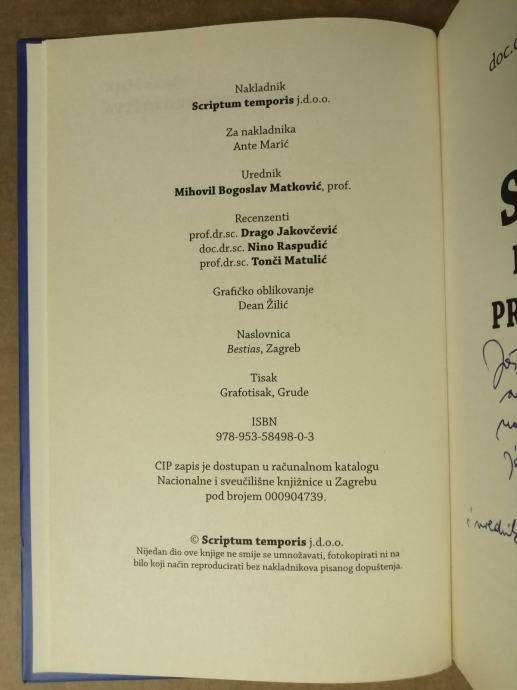 Nakladnik
Scriptum temporis j.d.o.o.
Za nakladnika
Ante Marić
Urednik
Mihovil Bogoslav Matković, prof.
Recenzenti
prof.dr.sc. Drago Jakovčević
doc.dr.sc. Nino Raspudić
prof.dr.sc. Tonči Matulić
Grafičko oblikovanje
Dean Žilić
Naslovnica
Bestias, Zagreb
Tisak
Grafotisak, Grude
ISBN
978-953-58498-0-3
CIP zapis je dostupan u računalnom katalogu
Nacionalne i sveučilišne knjižnice u Zagrebu
pod brojem 000904739.
© Scriptum temporis j.d.o.o.
Nijedan dio ove knjige ne smije se umnožavati, fotokopirati ni na
bilo koji način reproducirati bez nakladnikova pisanog dopuštenja.
doc.
PR